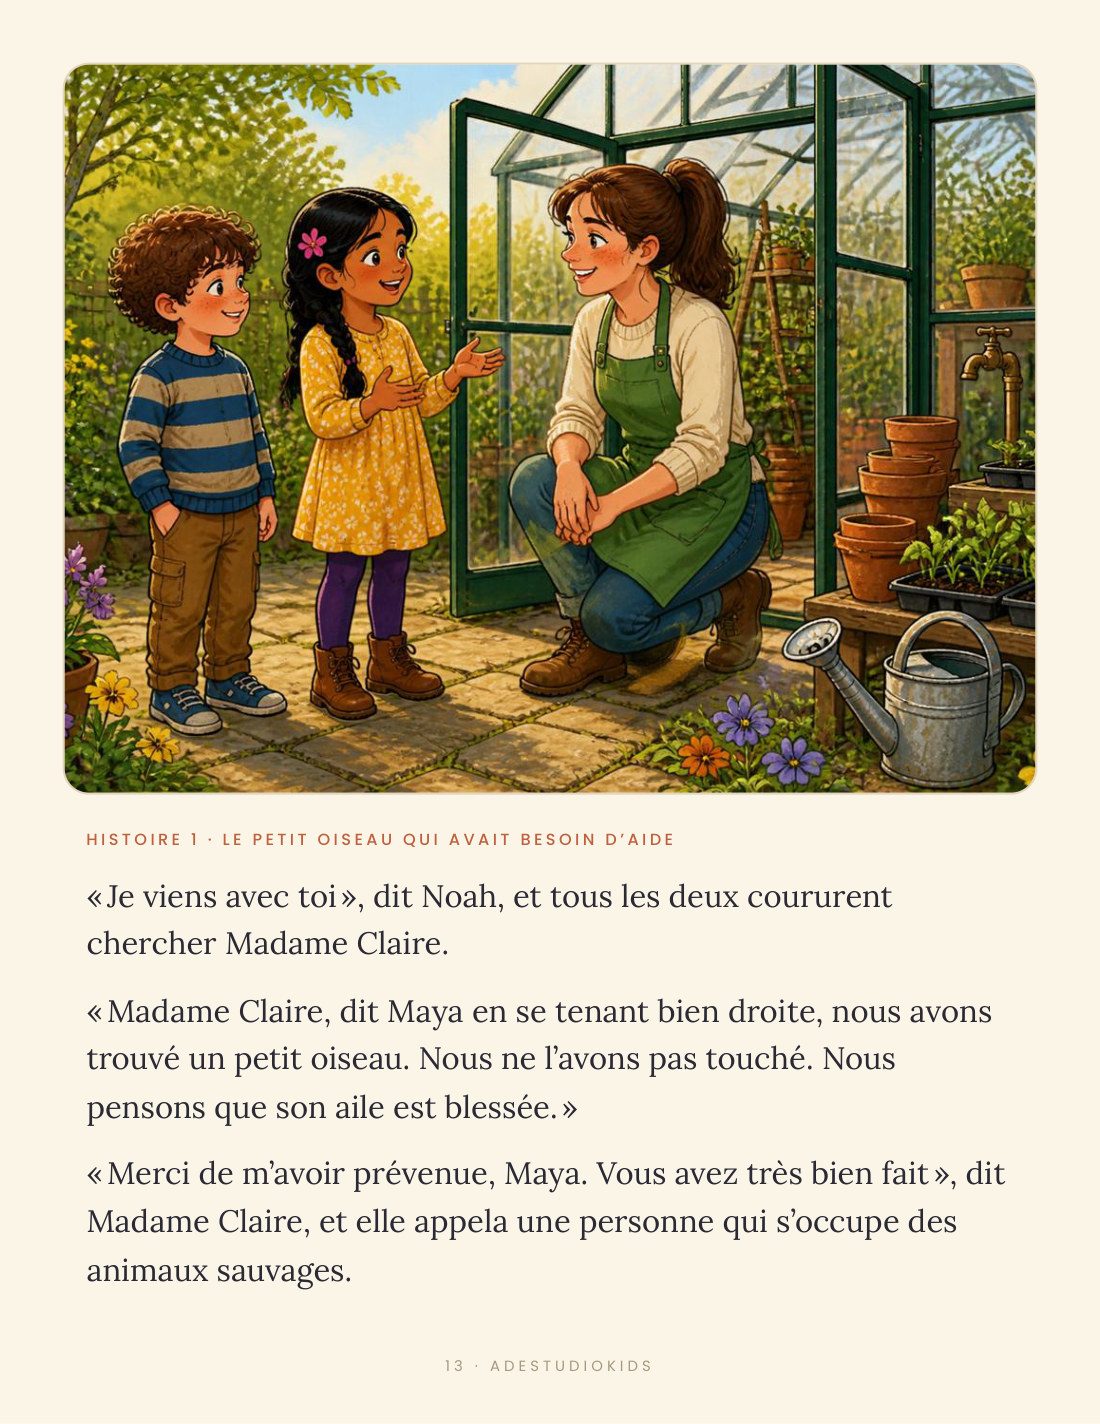 HISTOIRE 1 · LE PETIT OISEAU QUI AVAIT BESOIN D’AIDE
« Je viens avec toi », dit Noah, et tous les deux coururent
chercher Madame Claire.
« Madame Claire, dit Maya en se tenant bien droite, nous avons
trouvé un petit oiseau. Nous ne l’avons pas touché. Nous
pensons que son aile est blessée. »
« Merci de m’avoir prévenue, Maya. Vous avez très bien fait », dit
Madame Claire, et elle appela une personne qui s’occupe des
animaux sauvages.
13 · ADESTUDIOKIDS